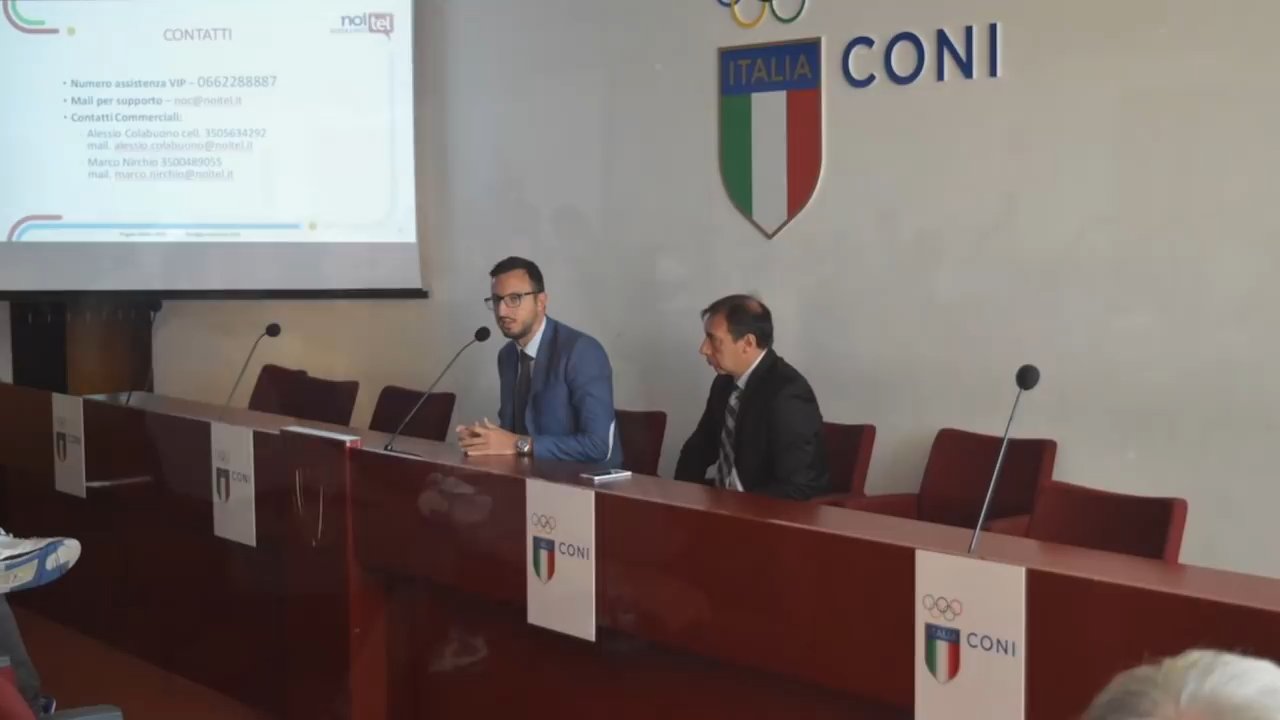 CONTATTI
noitel
• Numero assistenza VIP – 0662288887
• Mail per supporto – noc@noitel.it
• Contatti Commerciali:
- Alessio Colabuono cell. 3505634292
mail. alessio.colabuono@noitel.it
- Marco Nirchio 3500489055
mail. marco.nirchio@noitel.it
ITALIA
CONI
CONI
CONI
CONI
ITALIA
CONI